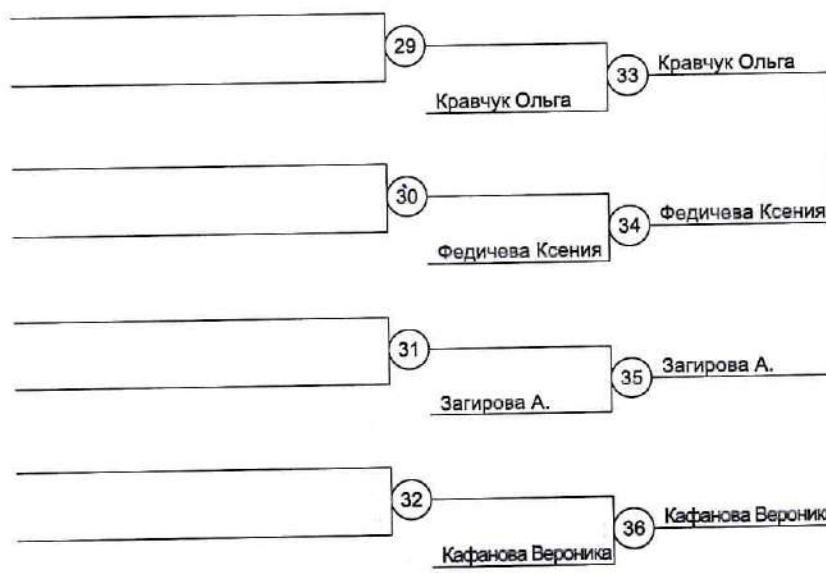 29
33
Кравчук Ольга
Кравчук Ольга
30
34
Федичева Ксения
Федичева Ксения
31
35
Загирова А.
Загирова А.
32
36
Кафанова Вероник
Кафанова Вероника